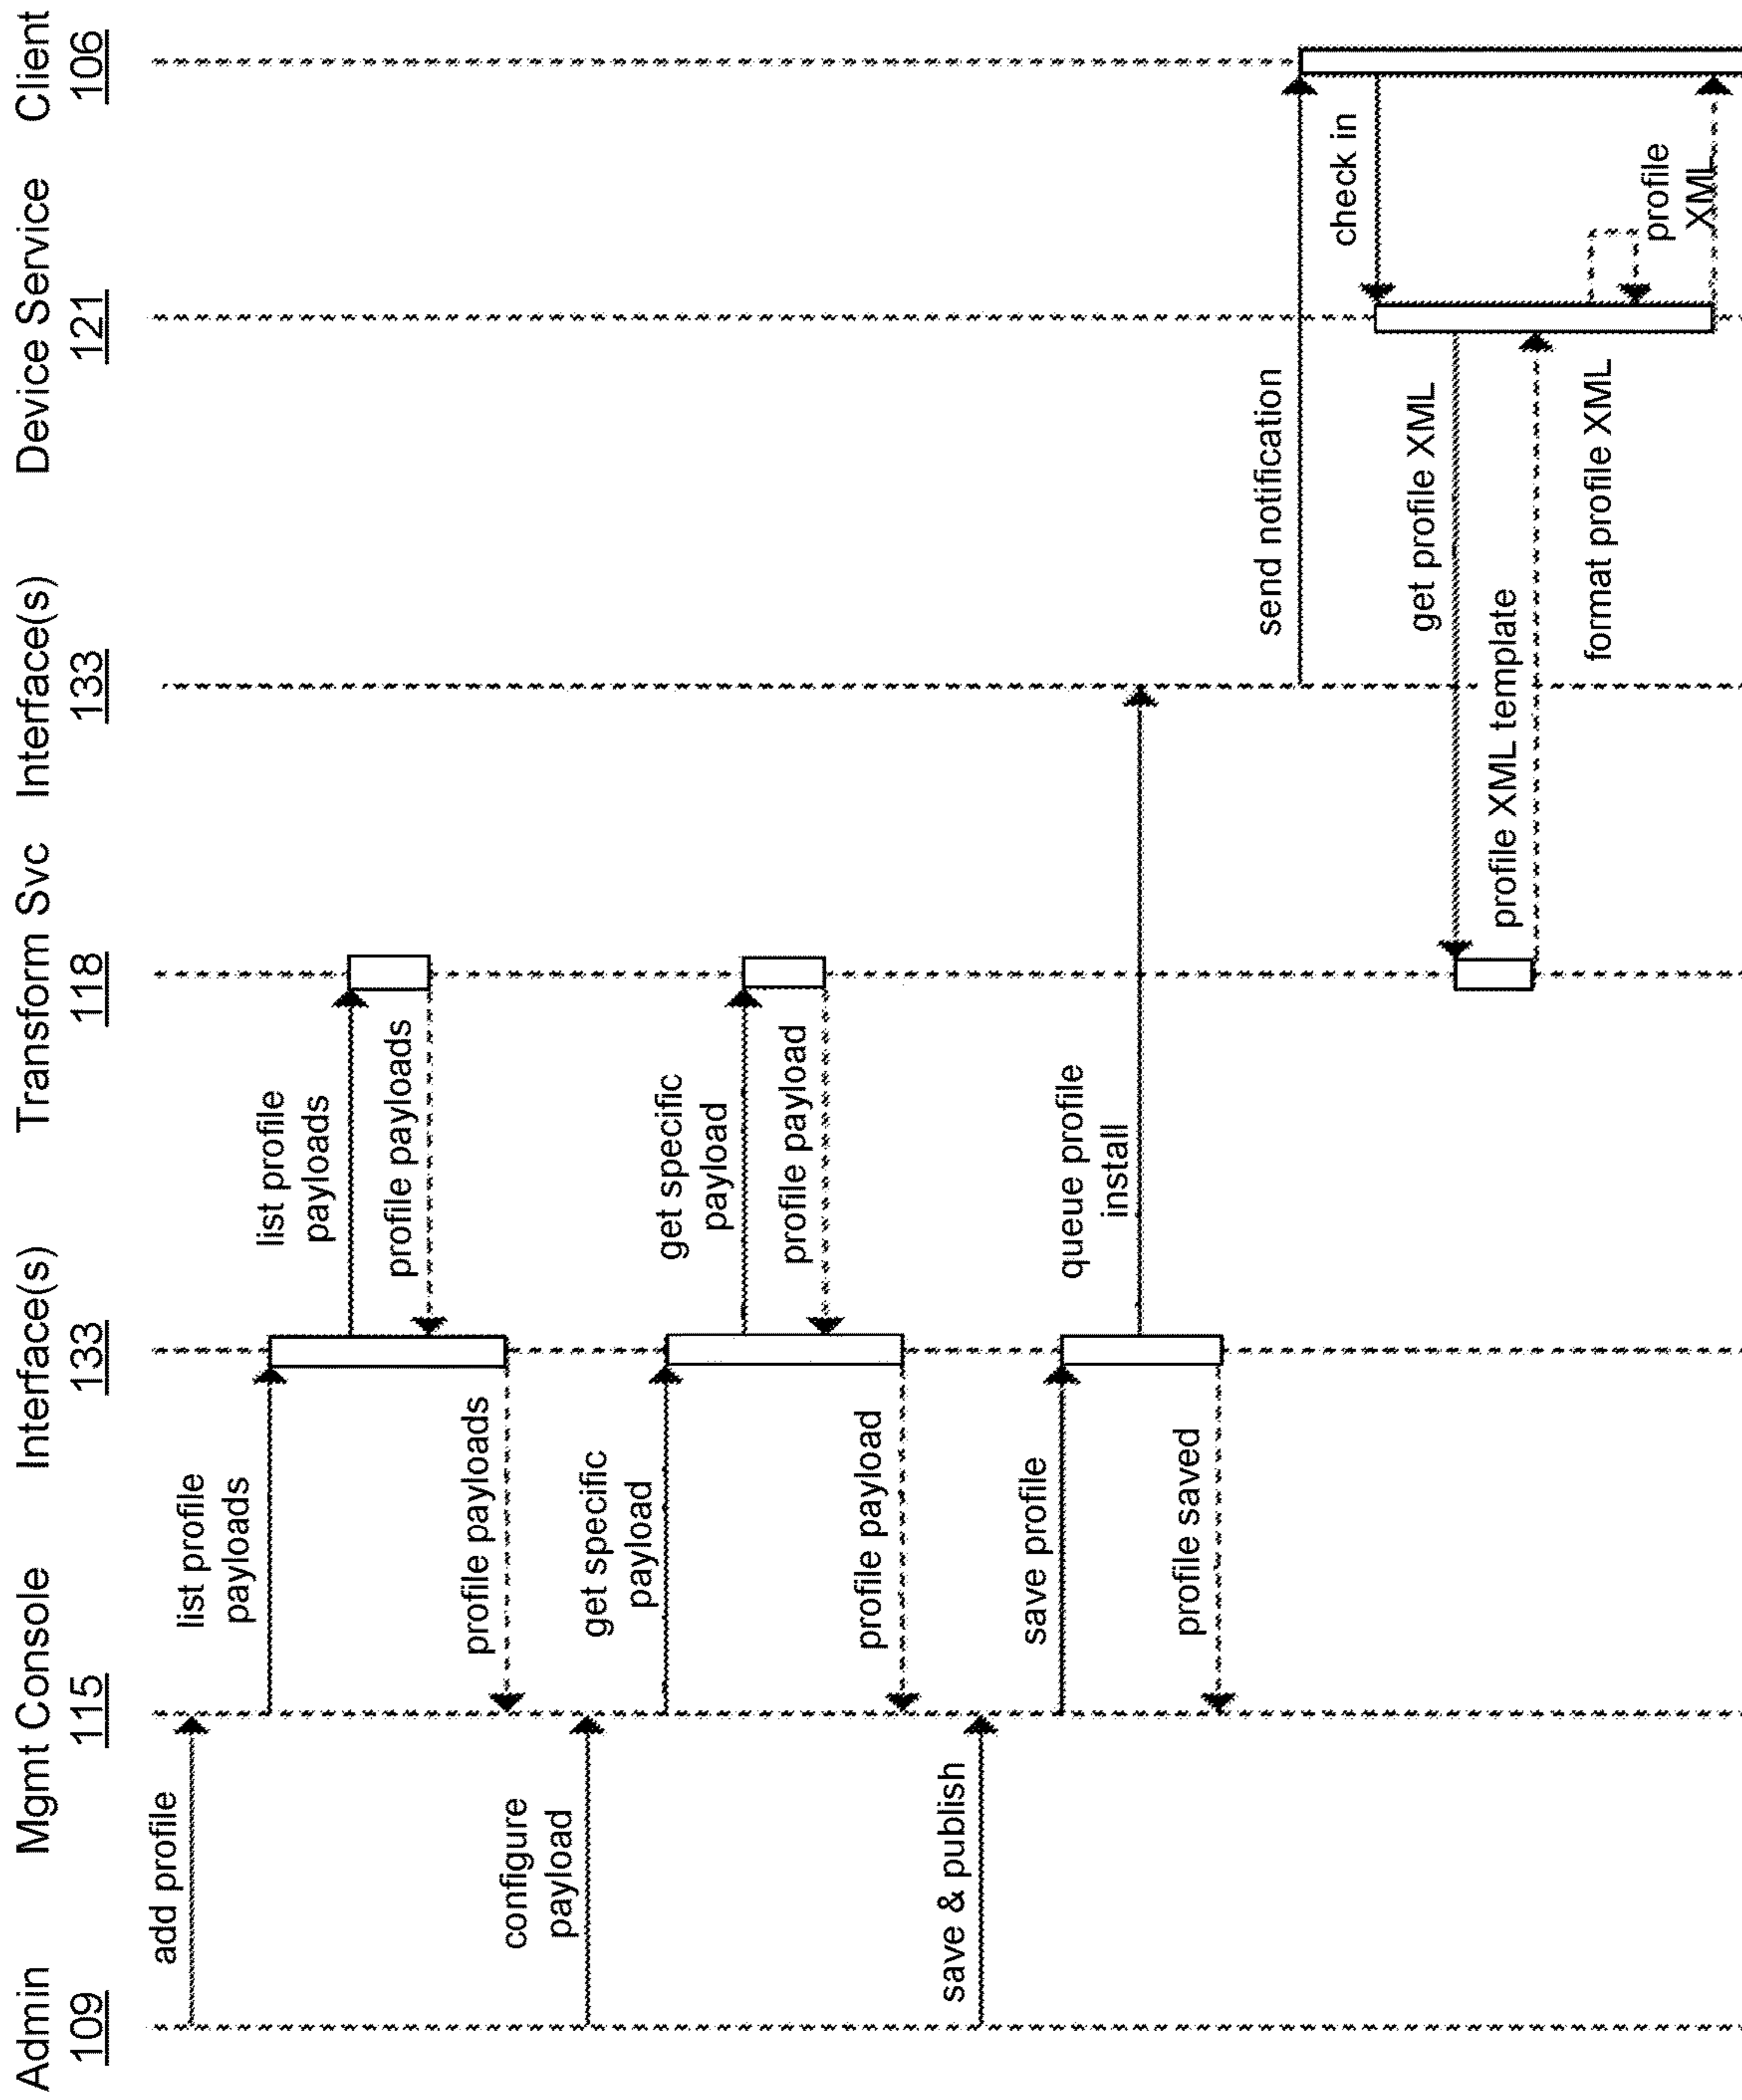 Admin
109
Mgmt Console
115
Interface(s)
133
Transform Svc
118
Interface(s)
133
Device Service
121
Client
106
add profile
list profile
payloads
list profile
payloads
profile payloads
profile payloads
configure
payload
get specific
payload
get specific
payload
profile payload
profile payload
save & publish
save profile
queue profile
install
profile saved
send notification
check in
get profile XML
profile XML template
format profile XML
profile
XML